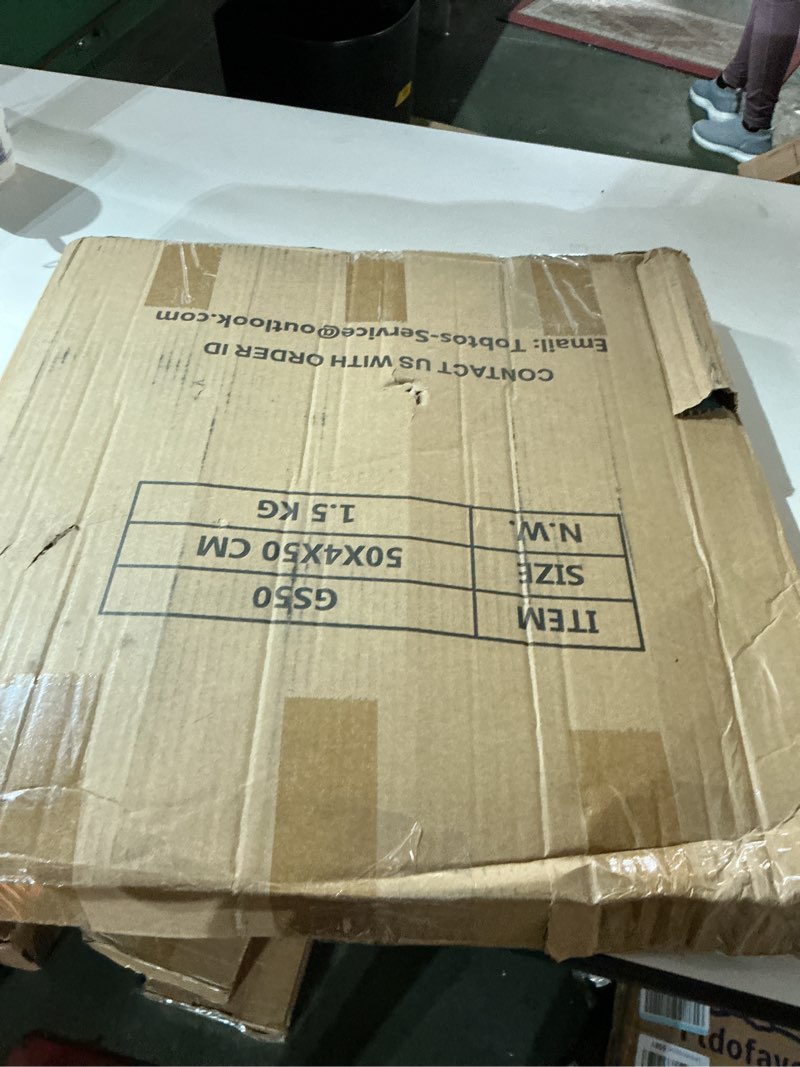 ITEM GS50
SIZE 50X4X50 CM
N.W. 1.5 KG
CONTACT US WITH ORDER ID
Email: Tobtos-Service@outlook.com